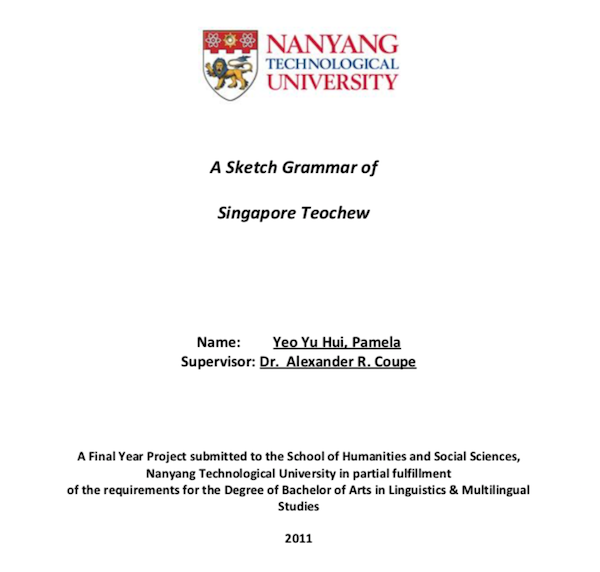 NANYANG
TECHNOLOGICAL
UNIVERSITY
A Sketch Grammar of
Singapore Teochew
Name: Yeo Yu Hui, Pamela
Supervisor: Dr. Alexander R. Coupe
A Final Year Project submitted to the School of Humanities and Social Sciences,
Nanyang Technological University in partial fulfillment
of the requirements for the Degree of Bachelor of Arts in Linguistics & Multilingual
Studies
2011